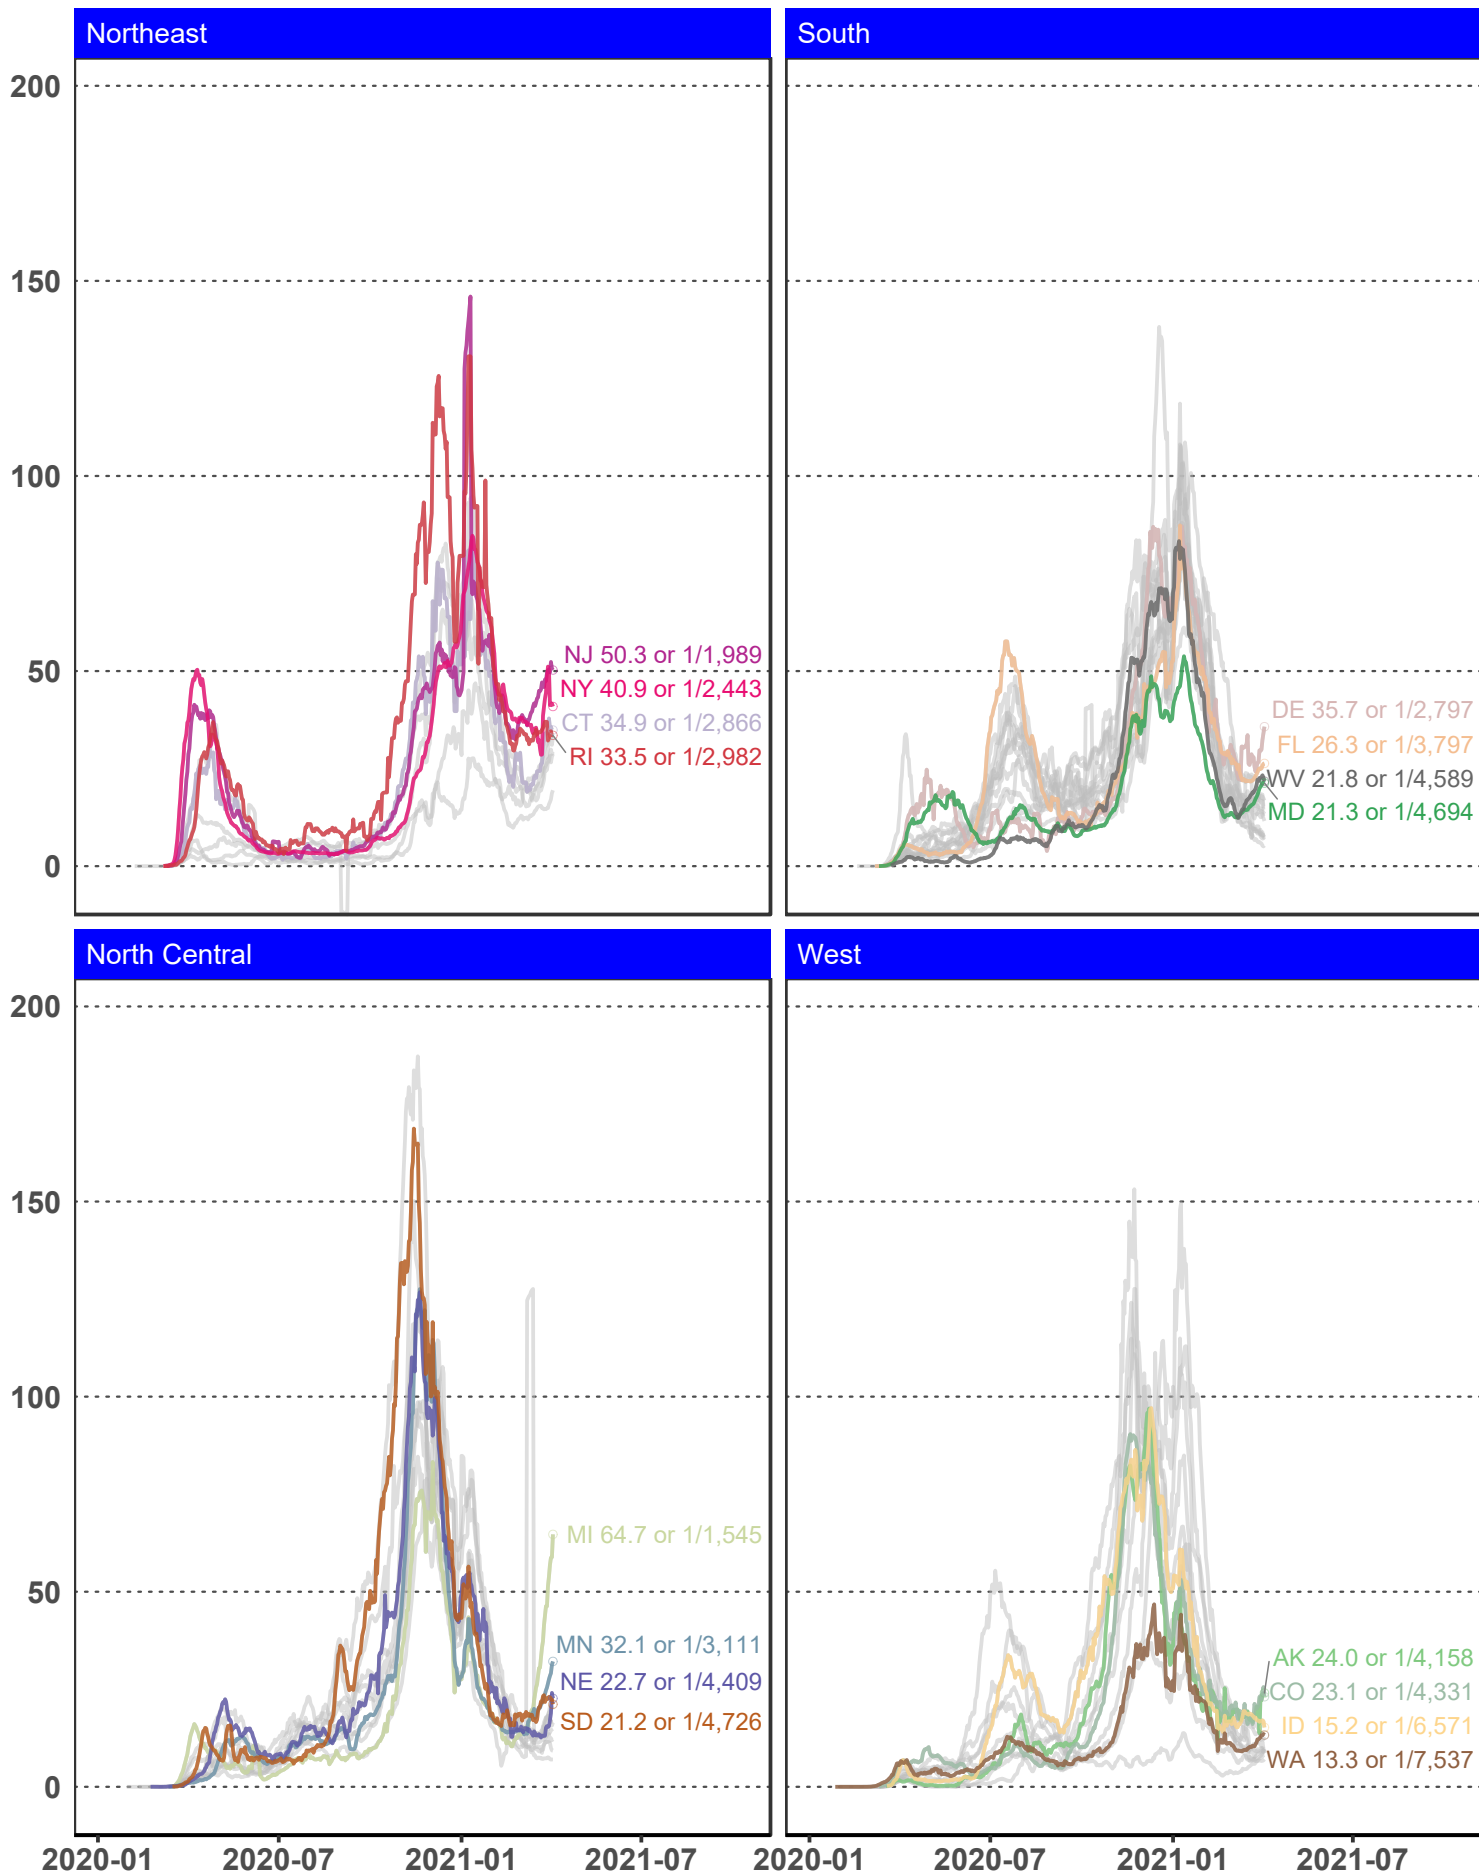 Northeast
South
200
150
100
50
0
NJ 50.3 or 1/1,989
NY 40.9 or 1/2,443
CT 34.9 or 1/2,866
RI 33.5 or 1/2,982
DE 35.7 or 1/2,797
FL 26.3 or 1/3,797
WV 21.8 or 1/4,589
MD 21.3 or 1/4,694
North Central
West
200
150
100
50
0
MI 64.7 or 1/1,545
MN 32.1 or 1/3,111
NE 22.7 or 1/4,409
SD 21.2 or 1/4,726
AK 24.0 or 1/4,158
CO 23.1 or 1/4,331
ID 15.2 or 1/6,571
WA 13.3 or 1/7,537
2020-01 2020-07 2021-01 2021-07 2020-01 2020-07 2021-01 2021-07